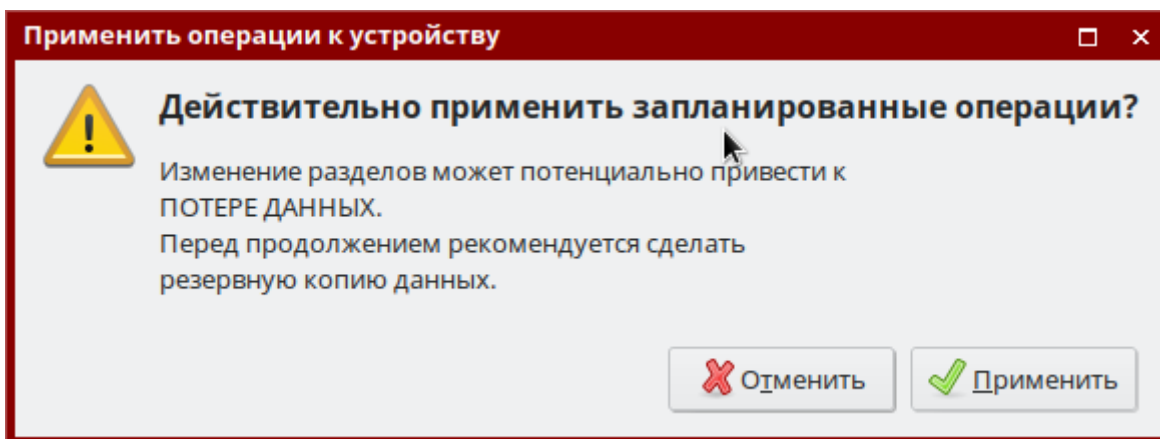 Применить операции к устройству
Действительно применить запланированные операции?
Изменение разделов может потенциально привести к
ПОТЕРЕ ДАННЫХ.
Перед продолжением рекомендуется сделать
резервную копию данных.
Отменить
Применить